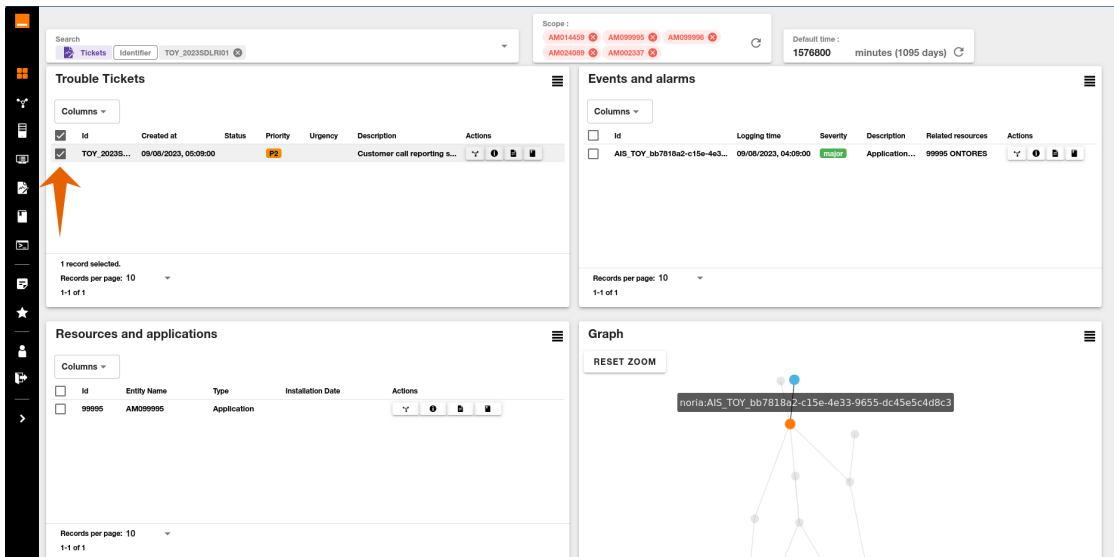 Search
Tickets Identifier TOY_2023SDLRI01
Scope :
AM014459 AM099995 AM099996
AM024089 AM002337
Default time :
1576800 minutes (1095 days)
Trouble Tickets
Columns
Id Created at Status Priority Urgency Description Actions
TOY_2023S... 09/08/2023, 05:09:00 P2 Customer call reporting s...
1 record selected.
Records per page: 10
1-1 of 1
Events and alarms
Columns
Id Logging time Severity Description Related resources Actions
AIS_TOY_bb7818a2-c15e-4e3... 09/08/2023, 04:09:00 major Application... 99995 ONTORES
Records per page: 10
1-1 of 1
Resources and applications
Columns
Id Entity Name Type Installation Date Actions
99995 AM099995 Application
Records per page: 10
1-1 of 1
Graph
RESET ZOOM
noria:AIS_TOY_bb7818a2-c15e-4e33-9655-dc45e5c4d8c3